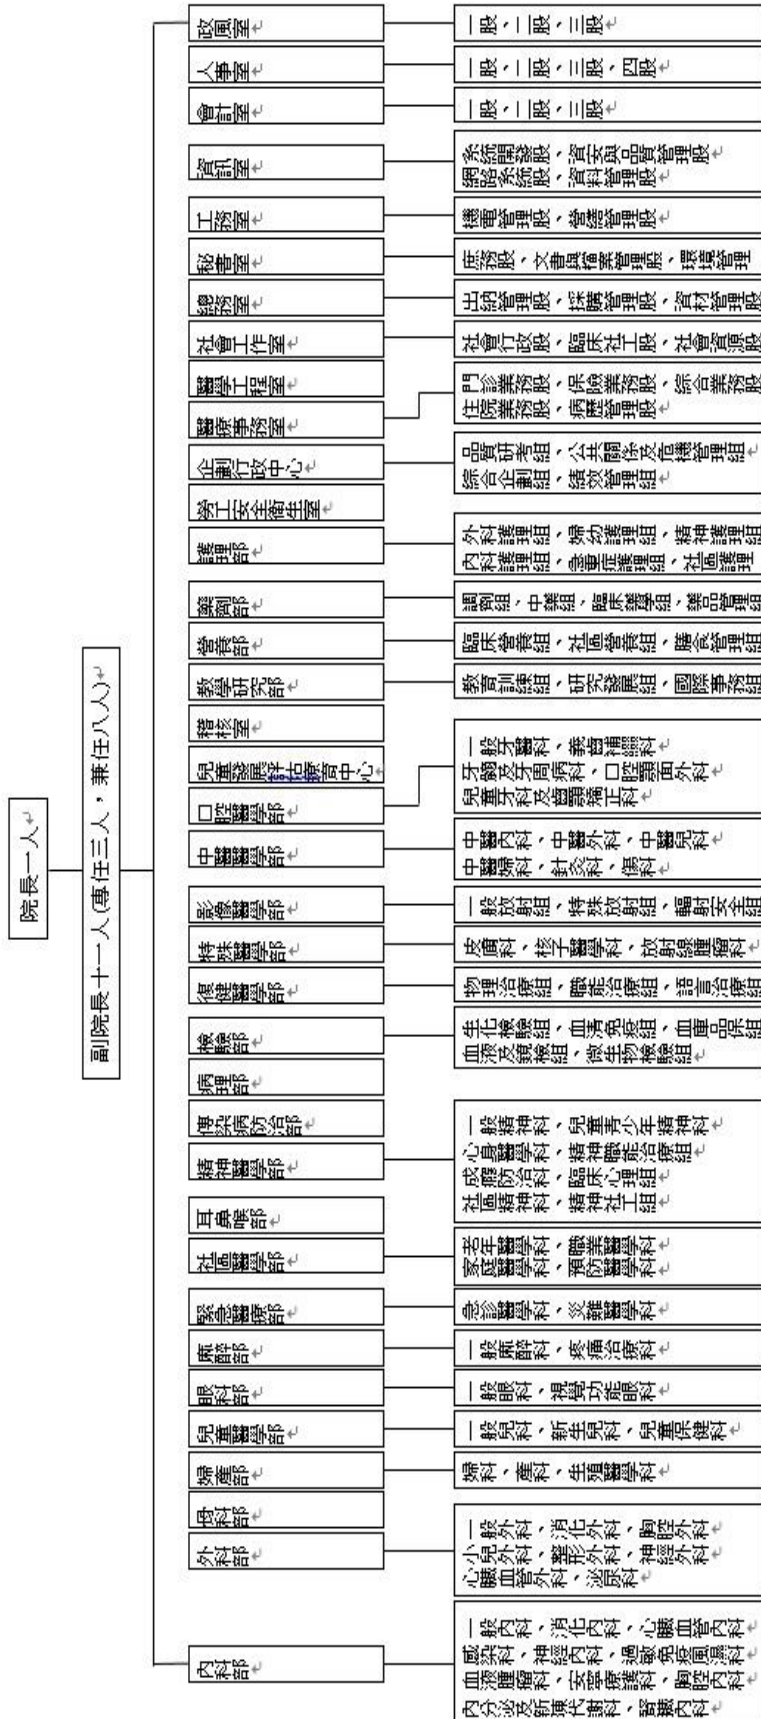 院長一人
副院長十一人(專任三人，兼任八人)
政風室
一股、二股、三股
人事室
一股、二股、三股、四股
會計室
一股、二股、三股
資訊室
系統開發股、資安與品質管理股
網路系統股、資料管理股
工務室
機電管理股、營繕管理股
秘書室
庶務股、文書與檔案管理股、環境管理
總務室
出納管理股、採購管理股、資材管理股
社會工作室
社會行政股、臨床社工股、社會資源股
醫學工程室
醫療事務室
門診業務股、保險業務股、綜合業務股
住院業務股、病歷管理股
企劃行政中心
品質研考組、公共關係及危機管理組
綜合企劃組、績效管理組
勞工安全衛生室
護理部
外科護理組、婦幼護理組、精神護理組
內科護理組、急重症護理組、社區護理
藥劑部
調劑組、中藥組、臨床藥學組、藥品管理組
營養部
臨床營養組、社區營養組、膳食管理組
教學研究部
教育訓練組、研究發展組、國際事務組
稽核室
兒童發展評估療育中心
口腔醫學部
一般牙醫科、義齒補綴科
牙髓及牙周病科、口腔顎面外科
兒童牙科及齒顎矯正科
中醫醫學部
中醫內科、中醫外科、中醫兒科
中醫婦科、針灸科、傷科
影像醫學部
一般放射組、特殊放射組、輻射安全組
特殊醫學部
皮膚科、核子醫學科、放射線腫瘤科
復健醫學部
物理治療組、職能治療組、語言治療組
檢驗部
生化檢驗組、血清免疫組、血庫品保組
血液及鏡檢組、微生物檢驗組
病理部
傳染病防治部
精神醫學部
一般精神科、兒童青少年精神科
心身醫學科、精神職能治療組
成癮防治科、臨床心理組
社區精神科、精神社工組
耳鼻喉部
社區醫學部
老年醫學科、職業醫學科
家庭醫學科、預防醫學科
緊急醫療部
急診醫學科、災難醫學科
麻醉部
一般麻醉科、疼痛治療科
眼科部
一般眼科、視覺功能眼科
兒童醫學部
一般兒科、新生兒科、兒童保健科
婦產部
婦科、產科、生殖醫學科
骨科部
外科部
一般外科、消化外科、胸腔外科
小兒外科、整形外科、神經外科
心臟血管外科、泌尿科
內科部
一般內科、消化內科、心臟血管內科
感染科、神經內科、過敏免疫風濕科
血液腫瘤科、安寧療護科、胸腔內科
內分泌及新陳代謝科、腎臟內科